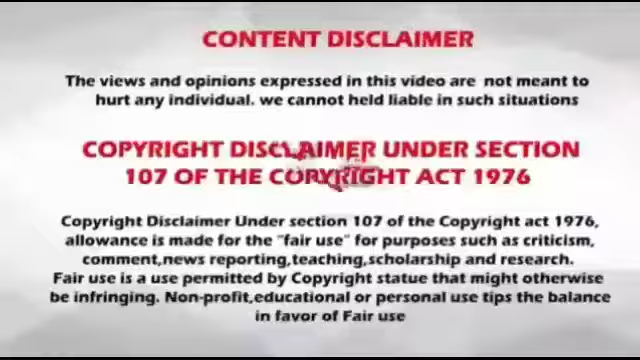 CONTENT DISCLAIMER
The views and opinions expressed in this video are not meant to
hurt any individual. we cannot held liable in such situations
COPYRIGHT DISCLAIMER UNDER SECTION
107 OF THE COPYRIGHT ACT 1976
Copyright Disclaimer Under section 107 of the Copyright act 1976,
allowance is made for the "fair use" for purposes such as criticism,
comment,news reporting,teaching,scholarship and research.
Fair use is a use permitted by Copyright statue that might otherwise
be infringing. Non-profit,educational or personal use tips the balance
in favor of Fair use